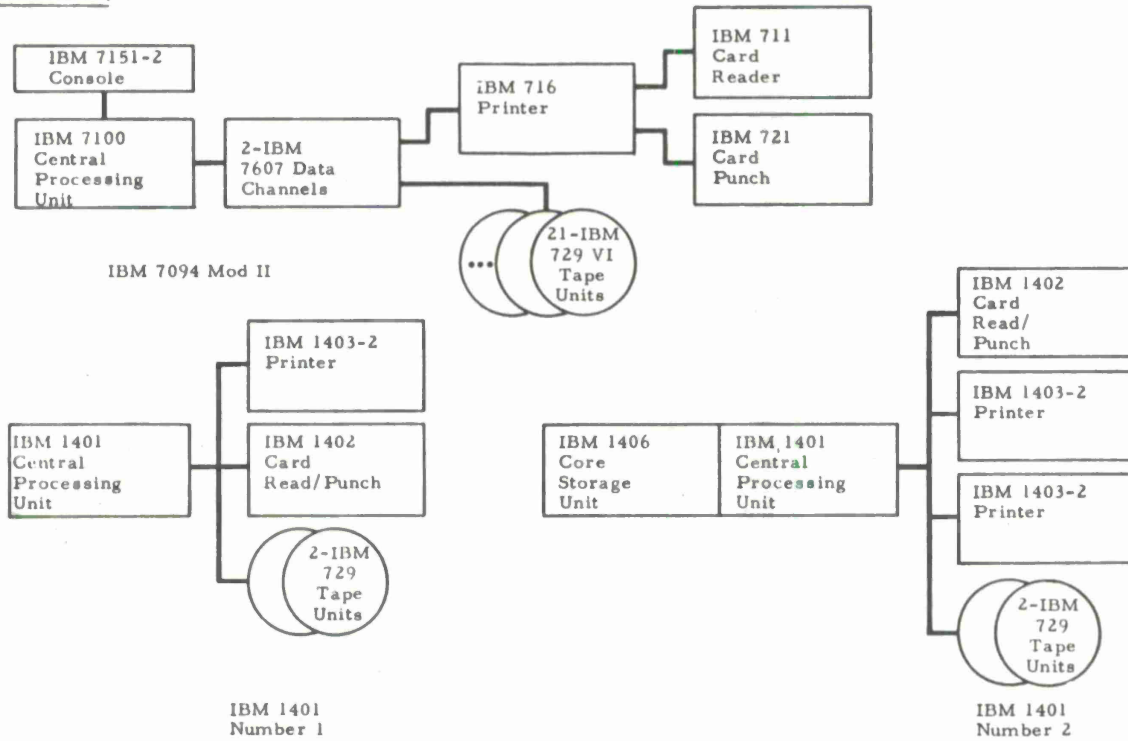 IBM 7151-2
Console
IBM 7100
Central
Processing
Unit
2-IBM
7607 Data
Channels
IBM 716
Printer
IBM 711
Card
Reader
IBM 721
Card
Punch
...
21-IBM
729 VI
Tape
Units
IBM 7094 Mod II
IBM 1401
Central
Processing
Unit
IBM 1403-2
Printer
IBM 1402
Card
Read/Punch
2-IBM
729
Tape
Units
IBM 1401
Number 1
IBM 1406
Core
Storage
Unit
IBM 1401
Central
Processing
Unit
IBM 1402
Card
Read/
Punch
IBM 1403-2
Printer
IBM 1403-2
Printer
2-IBM
729
Tape
Units
IBM 1401
Number 2